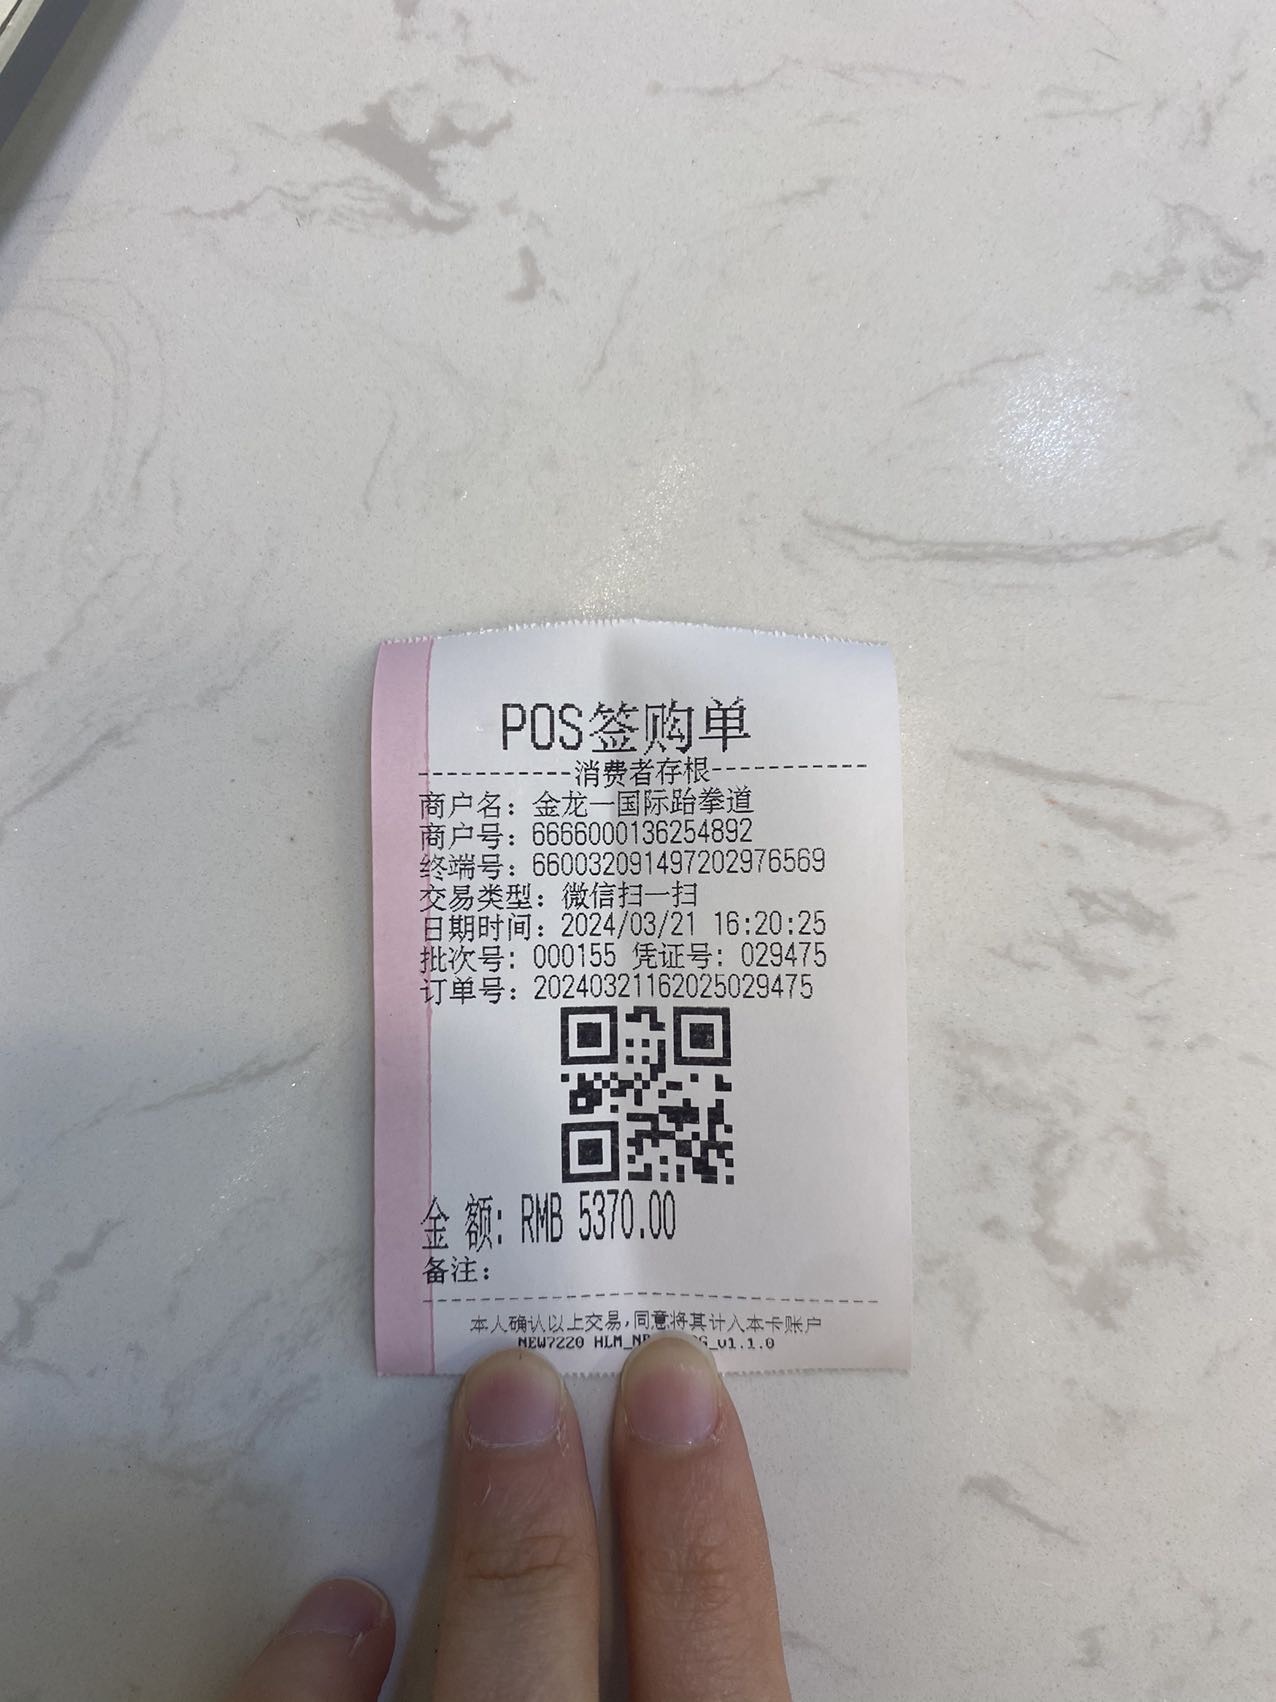 POS签购单
-----------消费者存根-----------
商户名：金龙一国际跆拳道
商户号：6666000136254892
终端号：660032091497202976569
交易类型：微信扫一扫
日期时间：2024/03/21 16:20:25
批次号：000155 凭证号：029475
订单号：20240321162025029475
金 额：RMB 5370.00
备注：
本人确认以上交易，同意将其计入本卡账户
NEW7220 v1.1.0